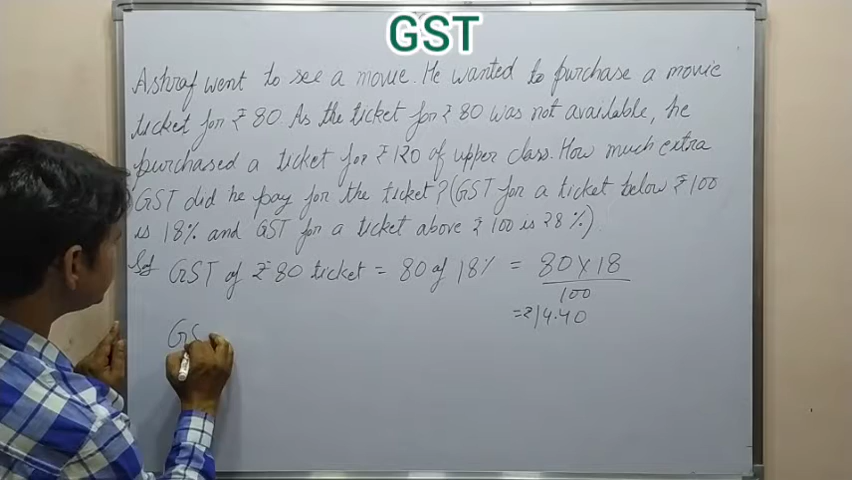 GST
Ashraf went to see a movie. He wanted to purchase a movie
ticket for ₹ 80. As the ticket for ₹ 80 was not available, he
purchased a ticket for ₹ 120 of upper class. How much extra
GST did he pay for the ticket? (GST for a ticket below ₹ 100
is 18% and GST for a ticket above ₹ 100 is 28%).
Sol GST of ₹ 80 ticket = 80 of 18% = 80 X 18
100
= ₹ 14.40
GS